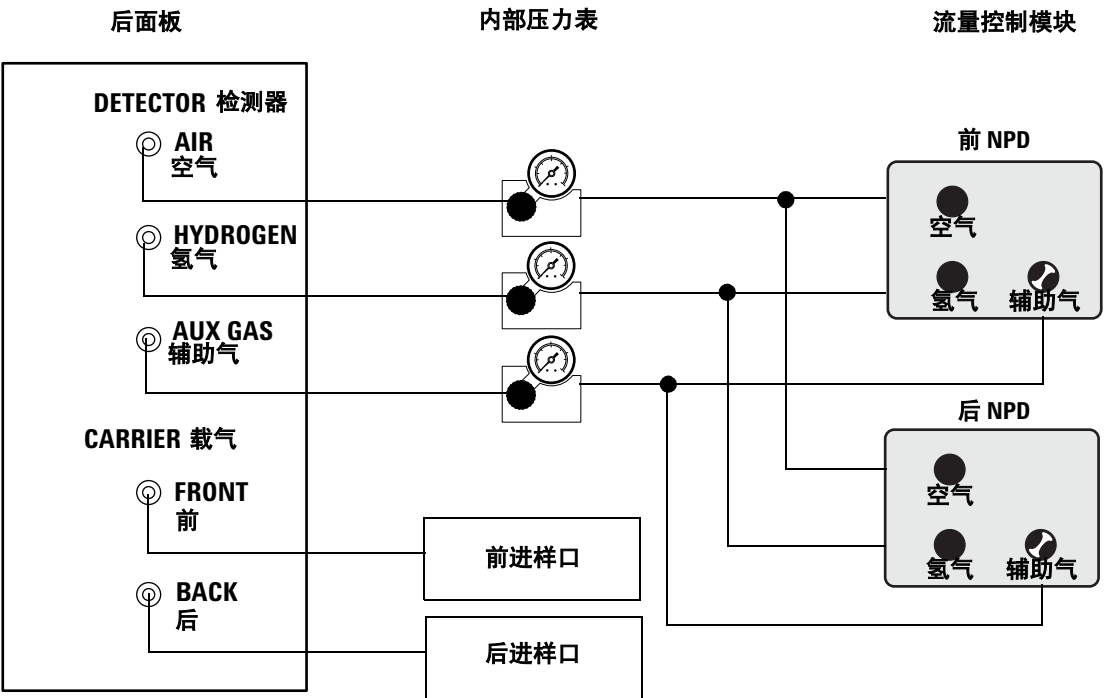 后面板
内部压力表
流量控制模块
DETECTOR 检测器
AIR
空气
HYDROGEN
氢气
AUX GAS
辅助气
CARRIER 载气
FRONT
前
BACK
后
前进样口
后进样口
前 NPD
空气
氢气
辅助气
后 NPD
空气
氢气
辅助气